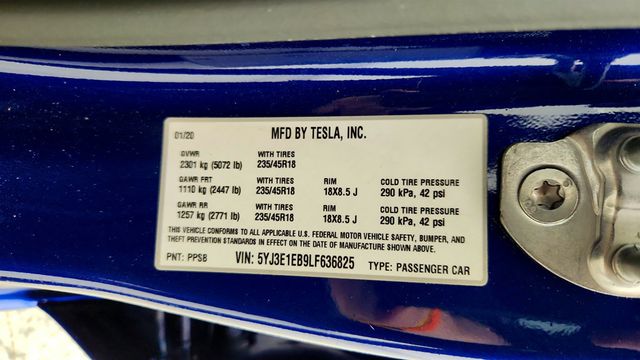 01/20 MFD BY TESLA, INC.
GVWR WITH TIRES
2301 kg (5072 lb) 235/45R18
GAWR FRT WITH TIRES RIM COLD TIRE PRESSURE
1110 kg (2447 lb) 235/45R18 18X8.5 J 290 kPa, 42 psi
GAWR RR WITH TIRES RIM COLD TIRE PRESSURE
1257 kg (2771 lb) 235/45R18 18X8.5 J 290 kPa, 42 psi
THIS VEHICLE CONFORMS TO ALL APPLICABLE U.S. FEDERAL MOTOR VEHICLE SAFETY, BUMPER, AND
THEFT PREVENTION STANDARDS IN EFFECT ON THE DATE OF MANUFACTURE SHOWN ABOVE.
PNT: PPSB VIN: 5YJ3E1EB9LF636825 TYPE: PASSENGER CAR